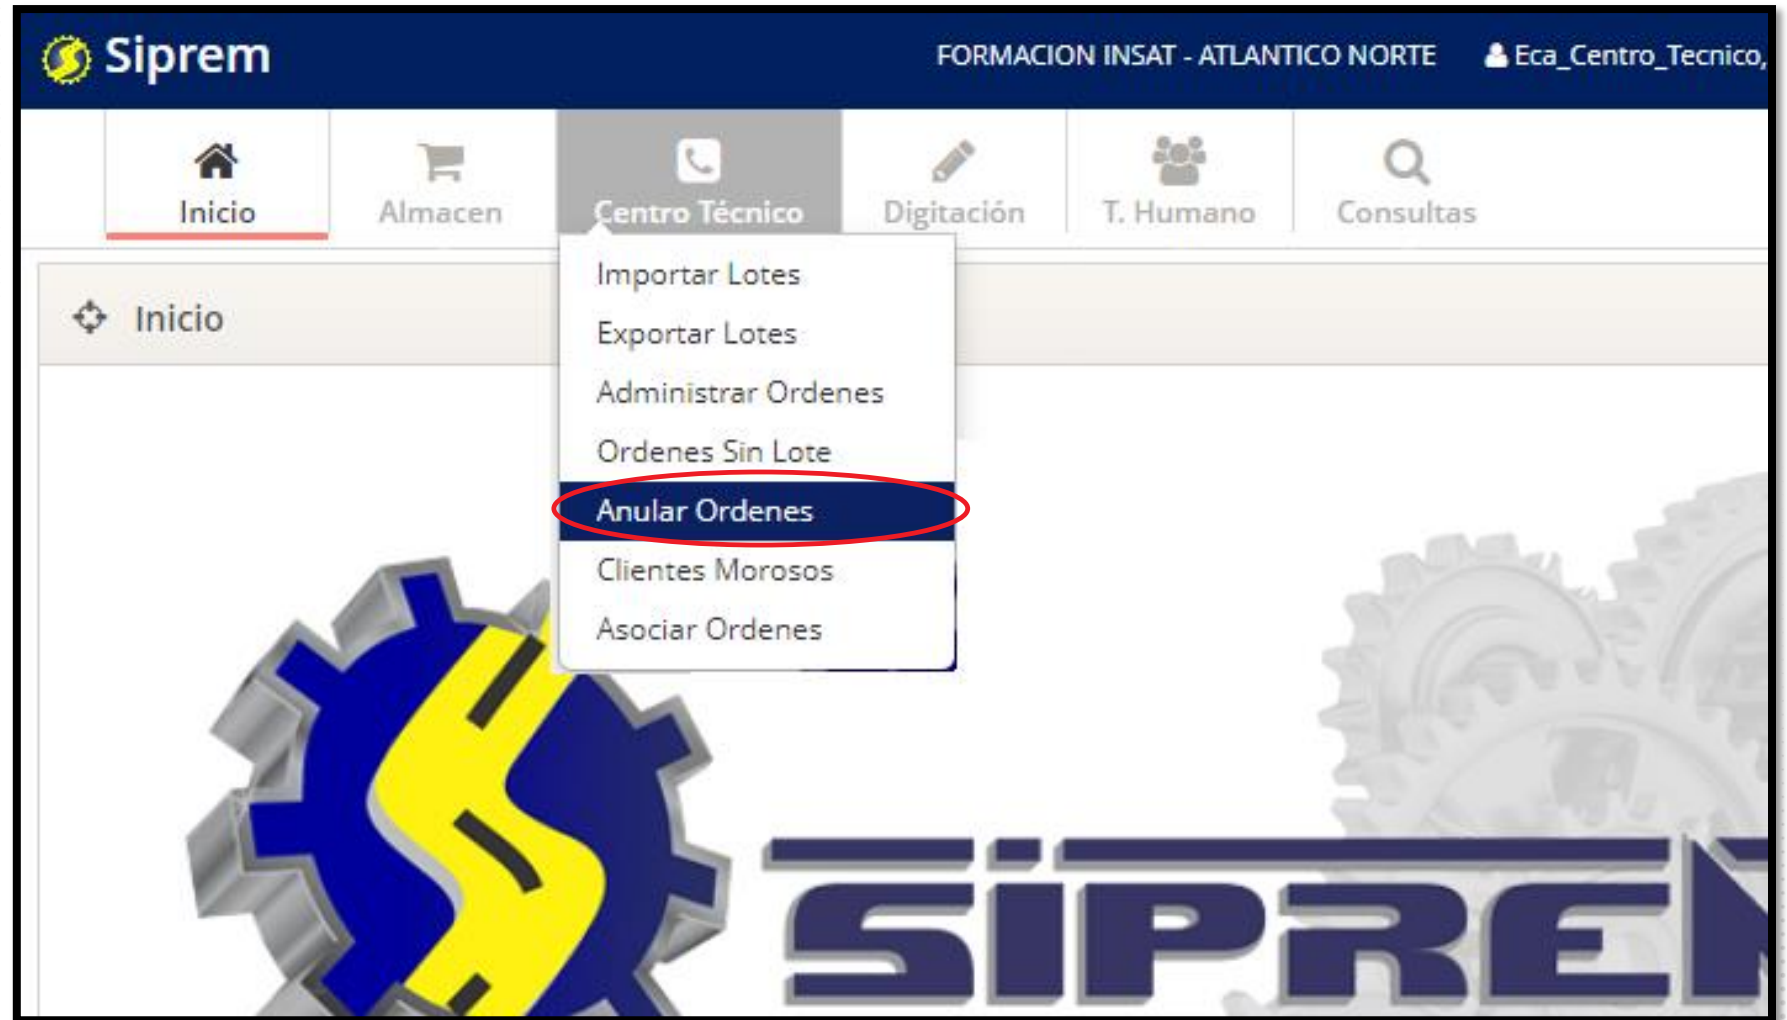 Siprem
FORMACION INSAT - ATLANTICO NORTE Eca_Centro_Tecnico,
Inicio Almacen Centro Técnico Digitación T. Humano Consultas
Inicio
Importar Lotes
Exportar Lotes
Administrar Ordenes
Ordenes Sin Lote
Anular Ordenes
Clientes Morosos
Asociar Ordenes
SIPREM